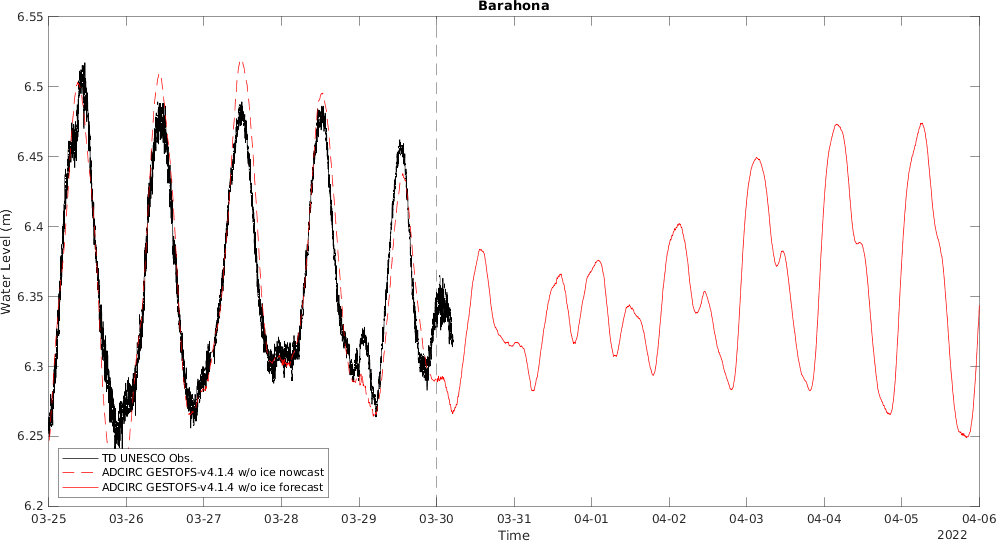 Barahona
6.55
6.5
6.45
6.4
6.35
6.3
6.25
6.2
Water Level (m)
TD UNESCO Obs.
ADCIRC GESTOFS-v4.1.4 w/o ice nowcast
ADCIRC GESTOFS-v4.1.4 w/o ice forecast
03-25 03-26 03-27 03-28 03-29 03-30 03-31 04-01 04-02 04-03 04-04 04-05 04-06
Time
2022